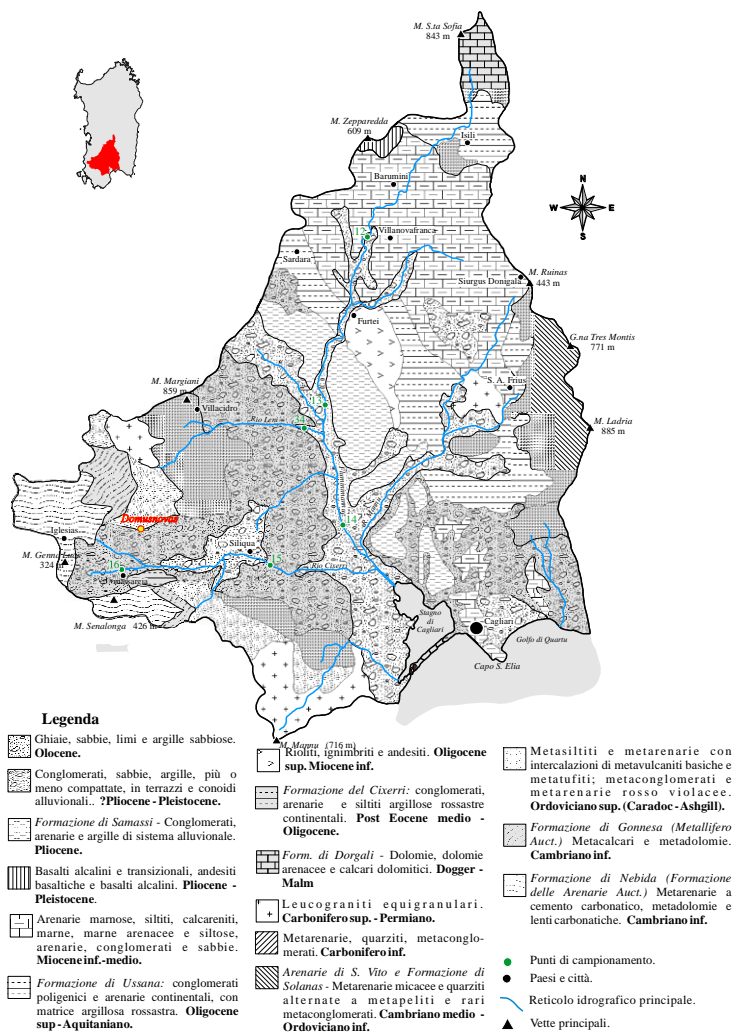 M. S.ta Sofia
843 m
M. Zepparedda
609 m
Isili
Barumini
N
W
E
S
12
Villanovafranca
Sardara
M. Ruinas
443 m
Siurgus Donigala
Furtei
G.na Tres Montis
771 m
M. Margiani
859 m
S. A. Frius
Villacidro
13
Rio Leni
34
M. Ladria
885 m
Domusnovas
14
Iglesias
Siliqua
M. Genna
324 m
16
15
Rio Cixerri
M. Senalonga
426 m
Stagno
di
Cagliari
Cagliari
Golfo di Quartu
Capo S. Elia
M. Mannu (716 m)
Legenda
Ghiaie, sabbie, limi e argille sabbiose.
Olocene.
Conglomerati, sabbie, argille, più o
meno compattate, in terrazzi e conoidi
alluvionali.. ?Pliocene - Pleistocene.
Formazione di Samassi - Conglomerati,
arenarie e argille di sistema alluvionale.
Pliocene.
Basalti alcalini e transizionali, andesiti
basaltiche e basalti alcalini. Pliocene -
Pleistocene.
Arenarie marnose, siltiti, calcareniti,
marne, marne arenacee e siltose,
arenarie, conglomerati e sabbie.
Miocene inf.-medio.
Formazione di Ussana: conglomerati
poligenici e arenarie continentali, con
matrice argillosa rossastra. Oligocene
sup - Aquitaniano.
Rioliti, ignimbriti e andesiti. Oligocene
sup. Miocene inf.
Formazione del Cixerri: conglomerati,
arenarie e siltiti argillose rossastre
continentali. Post Eocene medio -
Oligocene.
Form. di Dorgali - Dolomie, dolomie
arenacee e calcari dolomitici. Dogger -
Malm
Leucograniti equigranulari.
Carbonifero sup. - Permiano.
Metarenarie, quarziti, metaconglo-
merati. Carbonifero inf.
Arenarie di S. Vito e Formazione di
Solanas - Metarenarie micacee e quarziti
alternate a metapeliti e rari
metaconglomerati. Cambriano medio -
Ordoviciano inf.
Metasiltiti e metarenarie con
intercalazioni di metavulcaniti basiche e
metatufiti; metaconglomerati e
metarenarie rosso violacee.
Ordoviciano sup. (Caradoc - Ashgill).
Formazione di Gonnesa (Metallifero
Auct.) Metacalcari e metadolomie.
Cambriano inf.
Formazione di Nebida (Formazione
delle Arenarie Auct.) Metarenarie a
cemento carbonatico, metadolomie e
lenti carbonatiche. Cambriano inf.
Punti di campionamento.
Paesi e città.
Reticolo idrografico principale.
Vette principali.